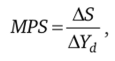 MPS = ΔS / ΔY_d ,